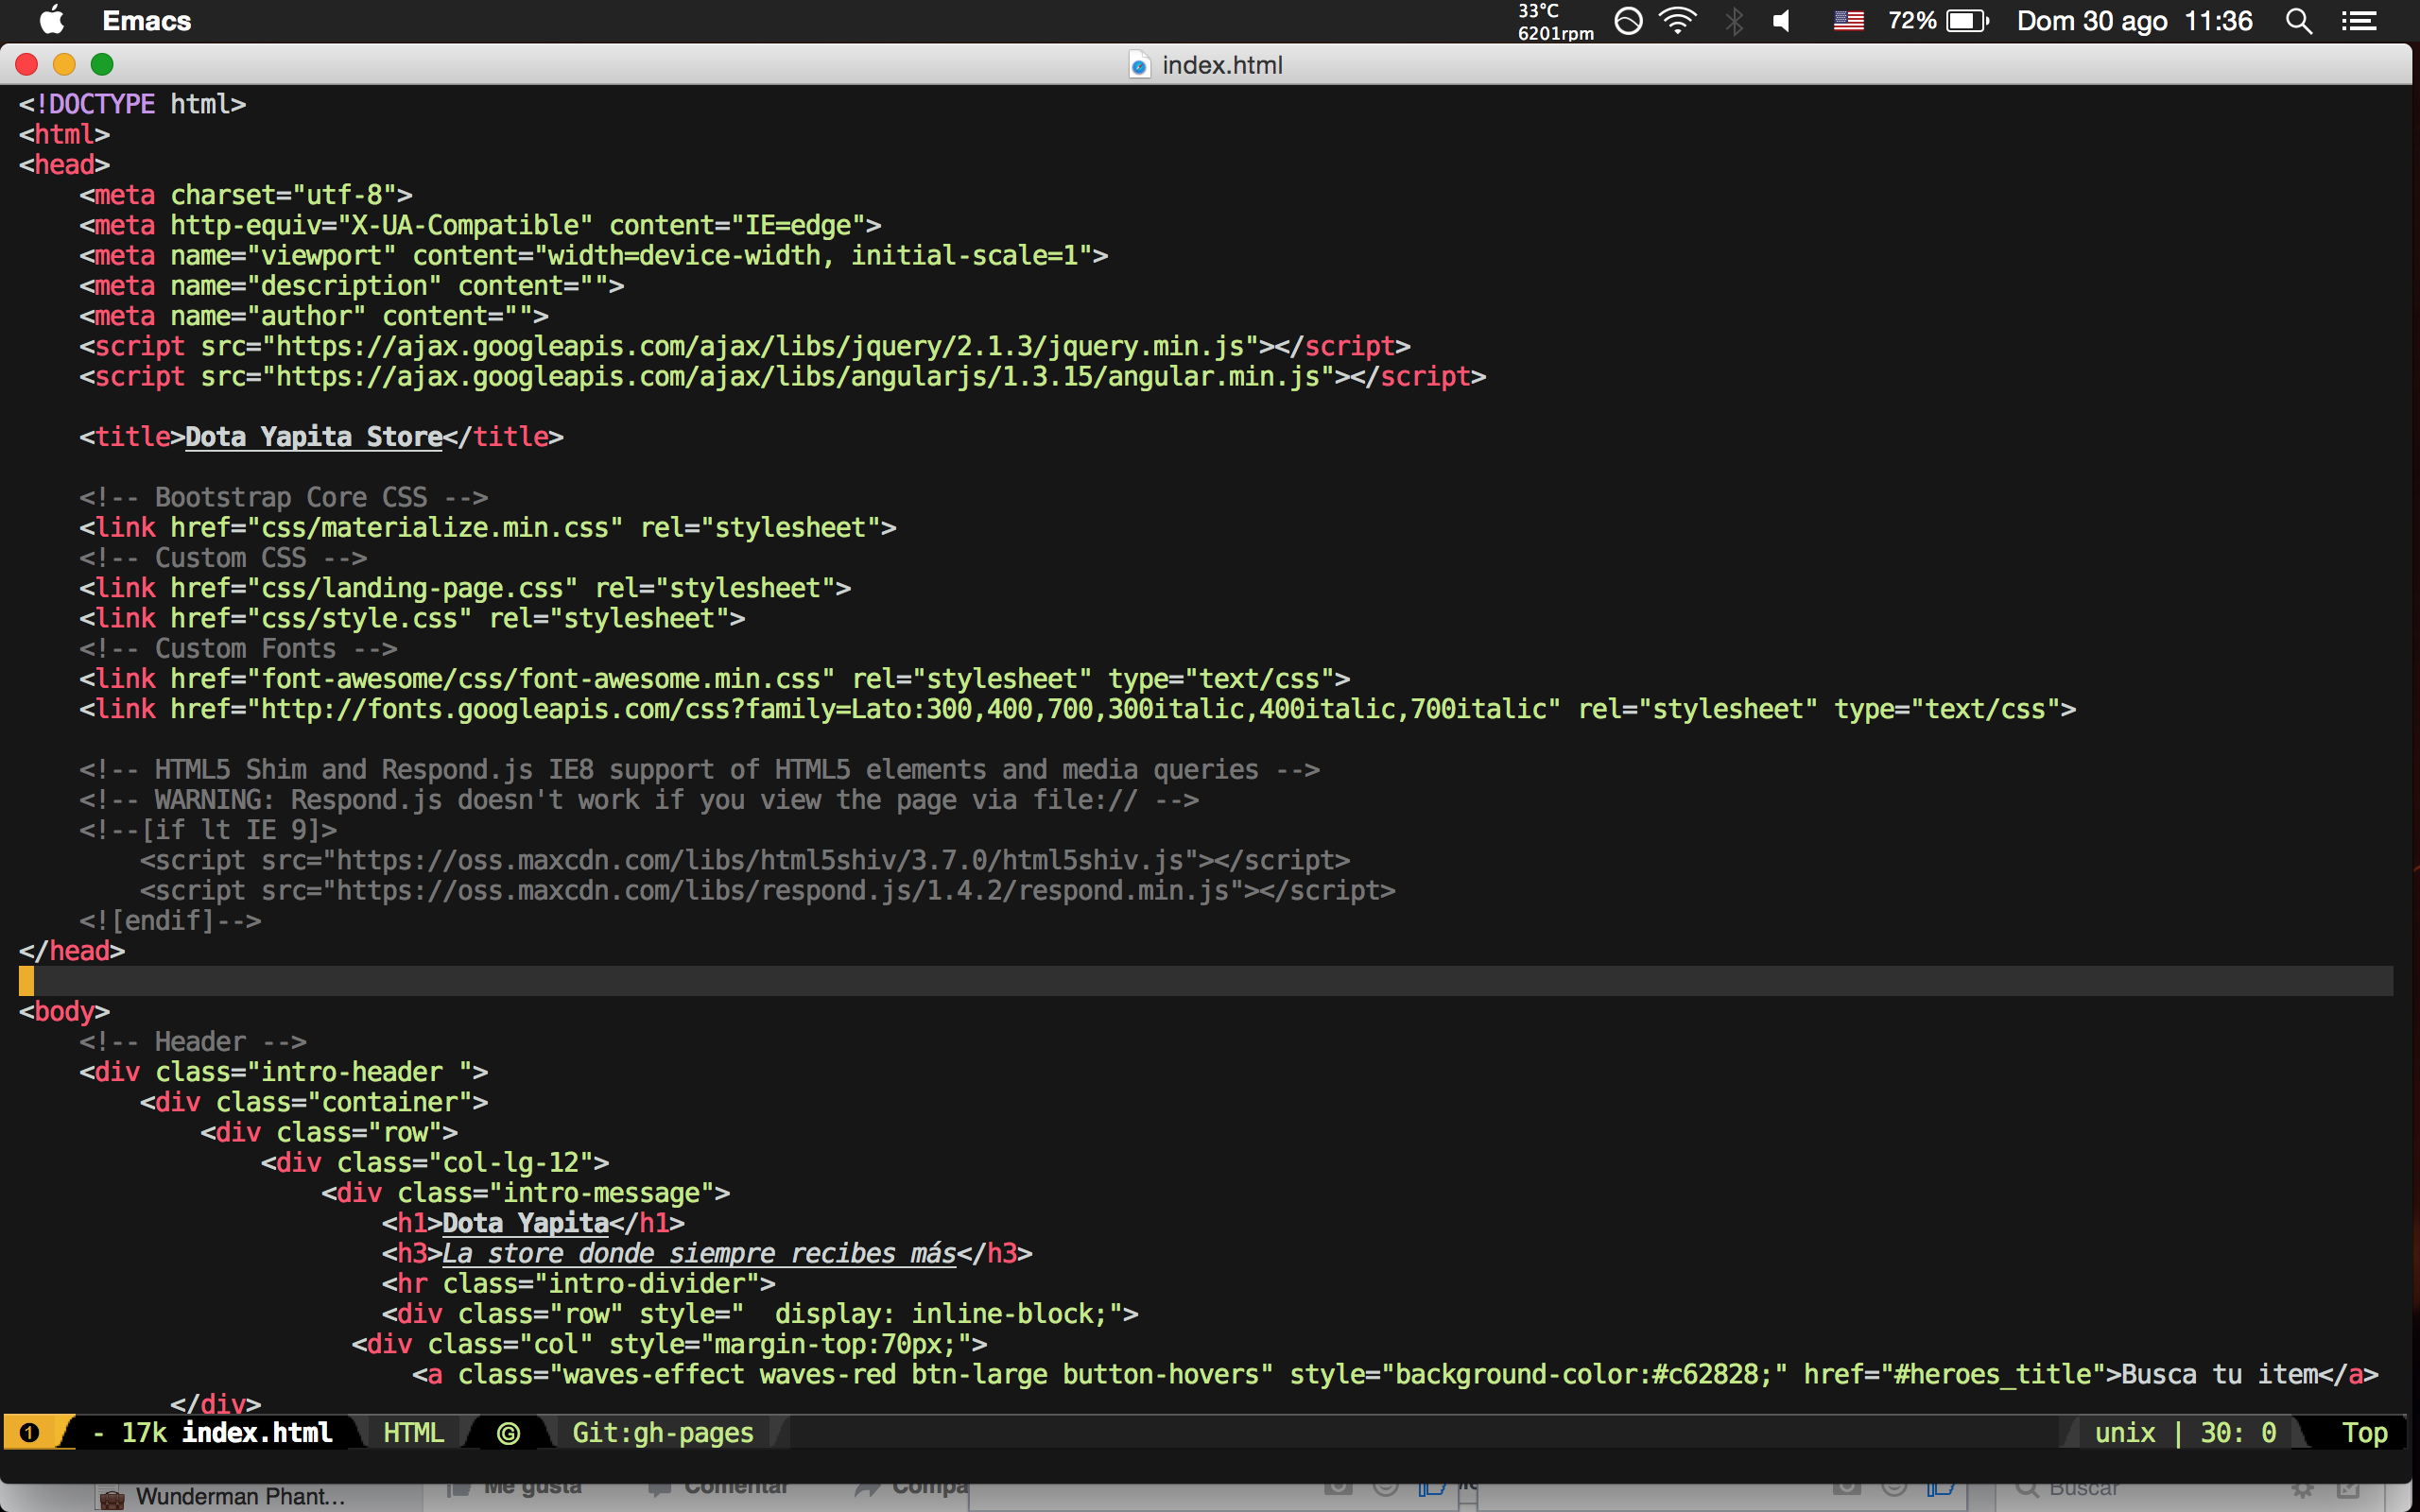 Emacs
33°C
6201rpm
72%
Dom 30 ago 11:36
index.html
<!DOCTYPE html>
<html>
<head>
    <meta charset="utf-8">
    <meta http-equiv="X-UA-Compatible" content="IE=edge">
    <meta name="viewport" content="width=device-width, initial-scale=1">
    <meta name="description" content="">
    <meta name="author" content="">
    <script src="https://ajax.googleapis.com/ajax/libs/jquery/2.1.3/jquery.min.js"></script>
    <script src="https://ajax.googleapis.com/ajax/libs/angularjs/1.3.15/angular.min.js"></script>
    <title>Dota Yapita Store</title>
    <!-- Bootstrap Core CSS -->
    <link href="css/materialize.min.css" rel="stylesheet">
    <!-- Custom CSS -->
    <link href="css/landing-page.css" rel="stylesheet">
    <link href="css/style.css" rel="stylesheet">
    <!-- Custom Fonts -->
    <link href="font-awesome/css/font-awesome.min.css" rel="stylesheet" type="text/css">
    <link href="http://fonts.googleapis.com/css?family=Lato:300,400,700,300italic,400italic,700italic" rel="stylesheet" type="text/css">
    <!-- HTML5 Shim and Respond.js IE8 support of HTML5 elements and media queries -->
    <!-- WARNING: Respond.js doesn't work if you view the page via file:// -->
    <!--[if lt IE 9]>
        <script src="https://oss.maxcdn.com/libs/html5shiv/3.7.0/html5shiv.js"></script>
        <script src="https://oss.maxcdn.com/libs/respond.js/1.4.2/respond.min.js"></script>
    <![endif]-->
</head>
<body>
    <!-- Header -->
    <div class="intro-header ">
        <div class="container">
            <div class="row">
                <div class="col-lg-12">
                    <div class="intro-message">
                        <h1>Dota Yapita</h1>
                        <h3>La store donde siempre recibes más</h3>
                        <hr class="intro-divider">
                        <div class="row" style="  display: inline-block;">
                      <div class="col" style="margin-top:70px;">
                          <a class="waves-effect waves-red btn-large button-hovers" style="background-color:#c62828;" href="#heroes_title">Busca tu item</a>
          </div>
1 - 17k index.html HTML G Git:gh-pages unix | 30: 0 Top
Wunderman Phant... Me gusta Comentar Compa Buscar